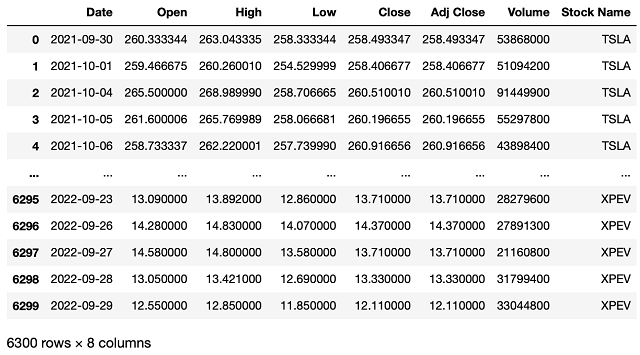 Date Open High Low Close Adj Close Volume Stock Name
0 2021-09-30 260.333344 263.043335 258.333344 258.493347 258.493347 53868000 TSLA
1 2021-10-01 259.466675 260.260010 254.529999 258.406677 258.406677 51094200 TSLA
2 2021-10-04 265.500000 268.989990 258.706665 260.510010 260.510010 91449900 TSLA
3 2021-10-05 261.600006 265.769989 258.066681 260.196655 260.196655 55297800 TSLA
4 2021-10-06 258.733337 262.220001 257.739990 260.916656 260.916656 43898400 TSLA
... ... ... ... ... ... ... ... ...
6295 2022-09-23 13.090000 13.892000 12.860000 13.710000 13.710000 28279600 XPEV
6296 2022-09-26 14.280000 14.830000 14.070000 14.370000 14.370000 27891300 XPEV
6297 2022-09-27 14.580000 14.800000 13.580000 13.710000 13.710000 21160800 XPEV
6298 2022-09-28 13.050000 13.421000 12.690000 13.330000 13.330000 31799400 XPEV
6299 2022-09-29 12.550000 12.850000 11.850000 12.110000 12.110000 33044800 XPEV
6300 rows × 8 columns